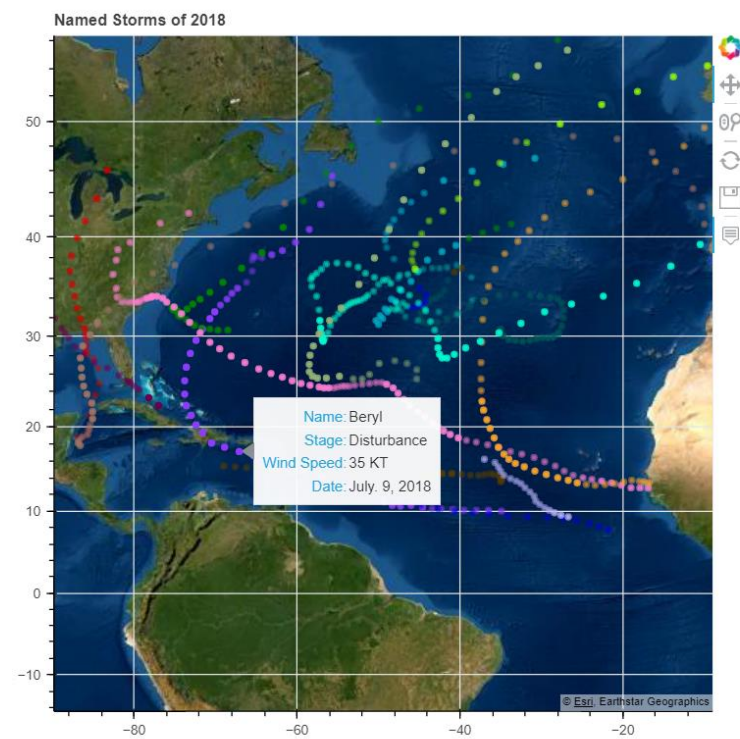 Named Storms of 2018
50
40
30
20
10
0
−10
−80
−60
−40
−20
Name: Beryl
Stage: Disturbance
Wind Speed: 35 KT
Date: July. 9, 2018
© Esri, Earthstar Geographics